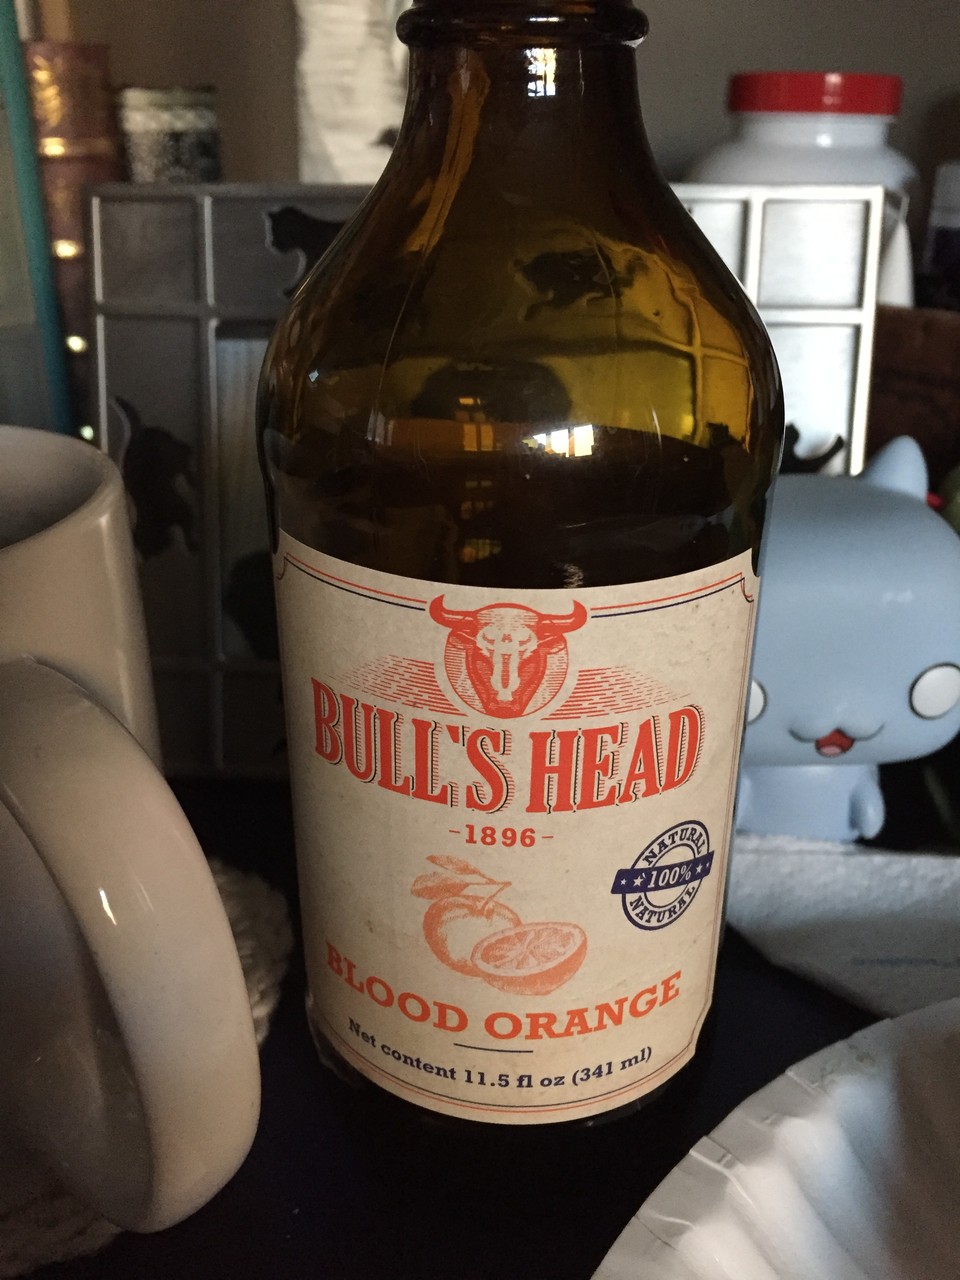 BULL'S HEAD
-1896-
NATURAL
100%
NATURAL
BLOOD ORANGE
Net content 11.5 fl oz (341 ml)